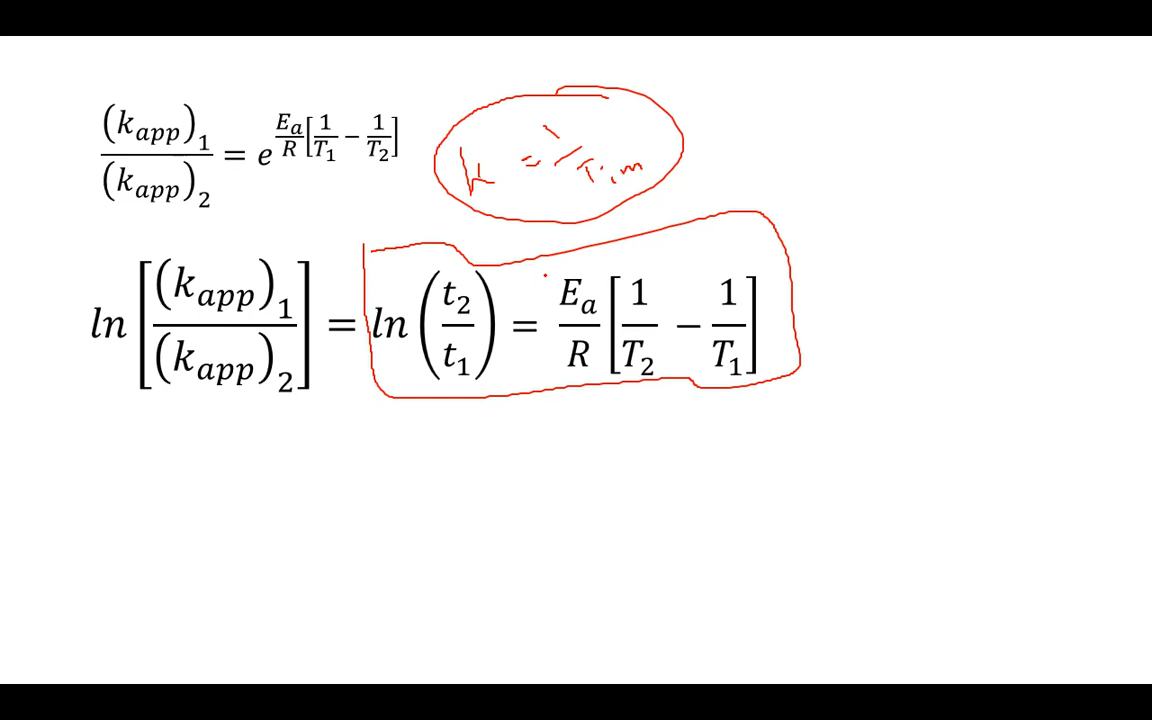 (k_app)_1 / (k_app)_2 = e^{E_a/R [1/T_1 − 1/T_2]}
k = 1/Tim
ln [(k_app)_1 / (k_app)_2] = ln (t_2 / t_1) = E_a/R [1/T_2 − 1/T_1]